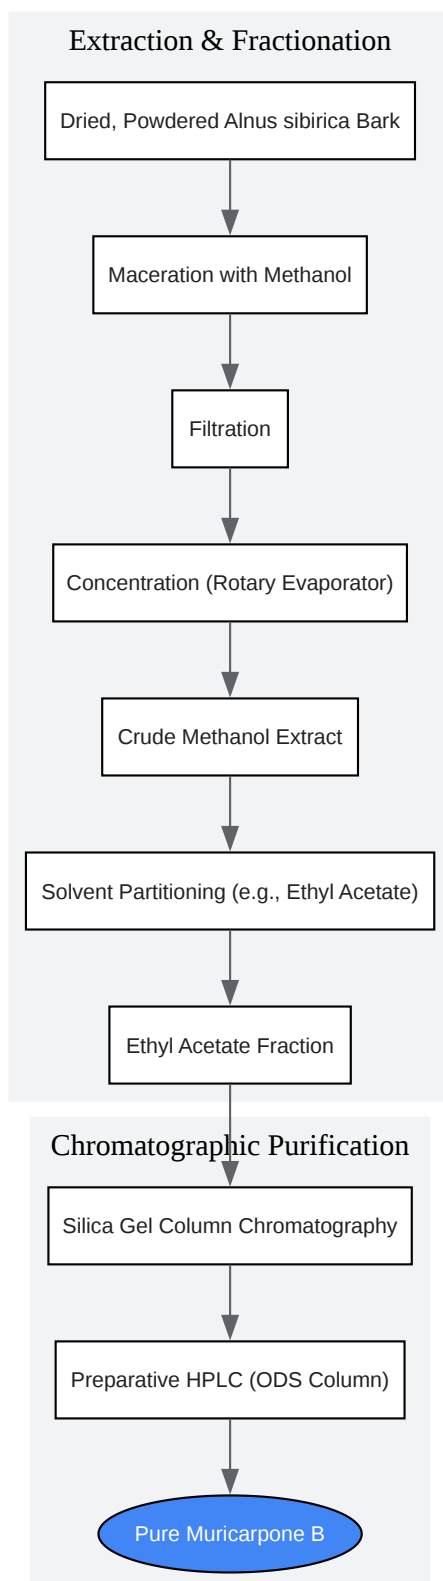 Extraction & Fractionation
Dried, Powdered Alnus sibirica Bark
Maceration with Methanol
Filtration
Concentration (Rotary Evaporator)
Crude Methanol Extract
Solvent Partitioning (e.g., Ethyl Acetate)
Ethyl Acetate Fraction
Chromatographic Purification
Silica Gel Column Chromatography
Preparative HPLC (ODS Column)
Pure Muricarpone B